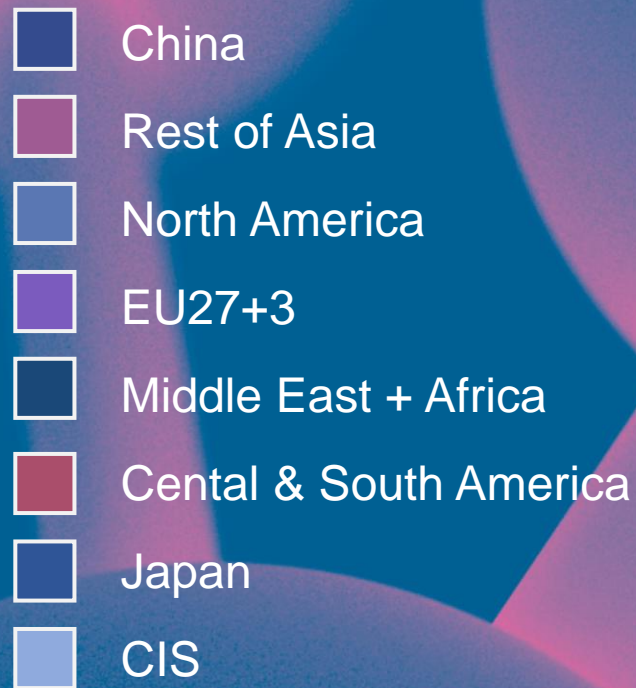 China
Rest of Asia
North America
EU27+3
Middle East + Africa
Cental & South America
Japan
CIS